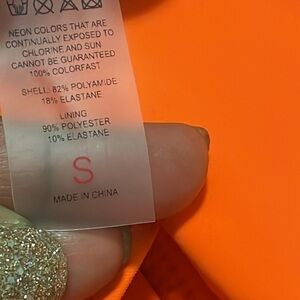 NEON COLORS THAT ARE
CONTINUALLY EXPOSED TO
CHLORINE AND SUN
CANNOT BE GUARANTEED
100% COLORFAST
SHELL: 82% POLYAMIDE
18% ELASTANE
LINING
90% POLYESTER
10% ELASTANE
S
MADE IN CHINA